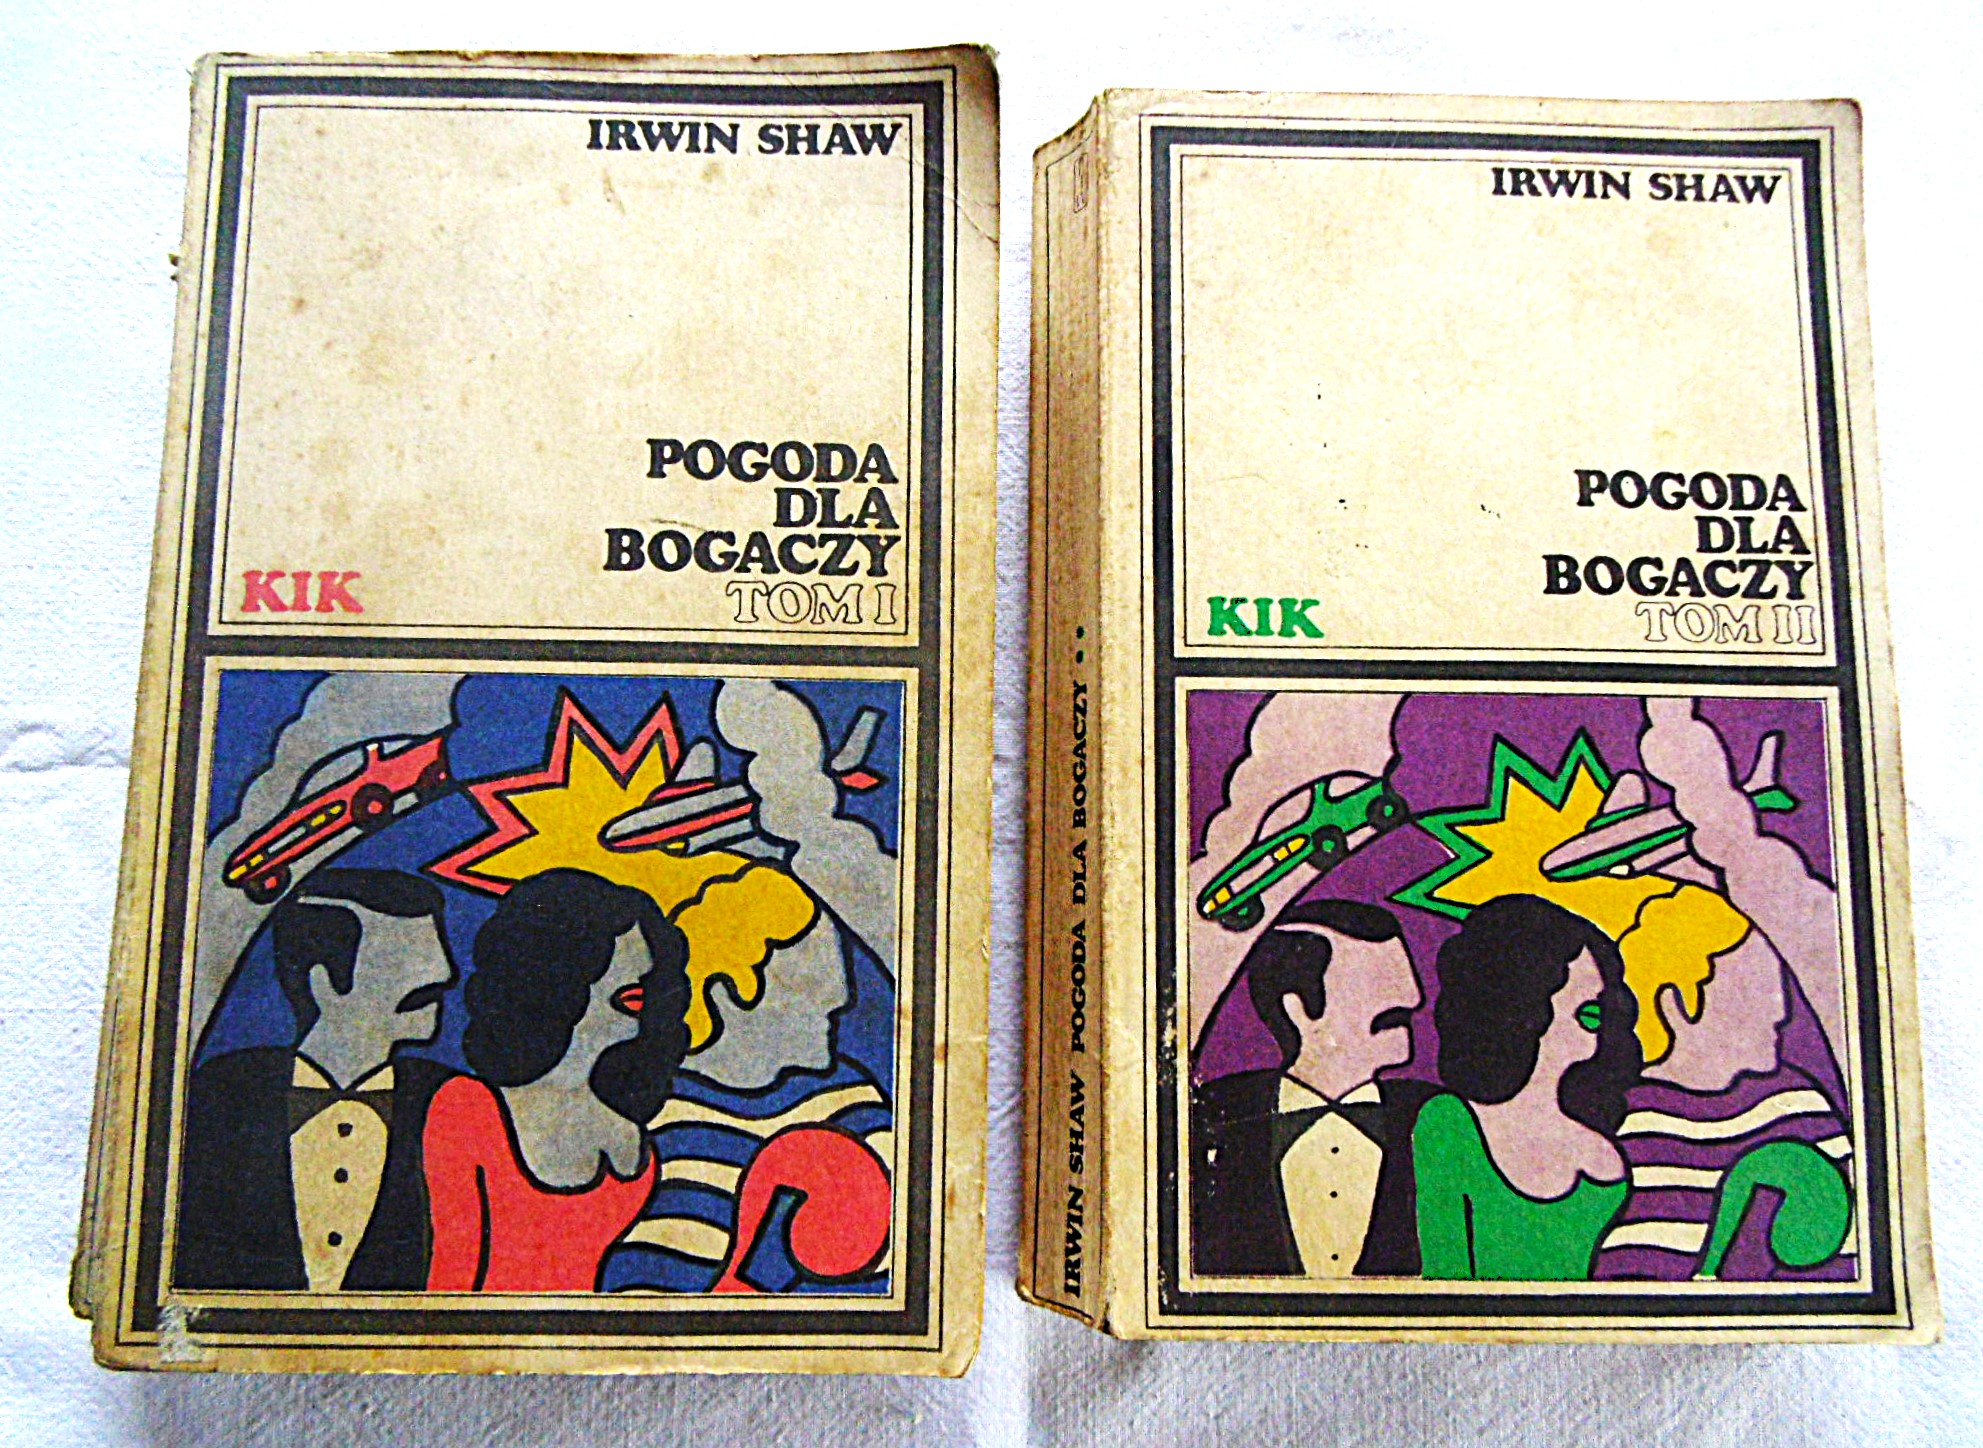 IRWIN SHAW
POGODA
DLA
BOGACZY
TOM I
KIK
IRWIN SHAW POGODA DLA BOGACZY • •
IRWIN SHAW
POGODA
DLA
BOGACZY
TOM II
KIK